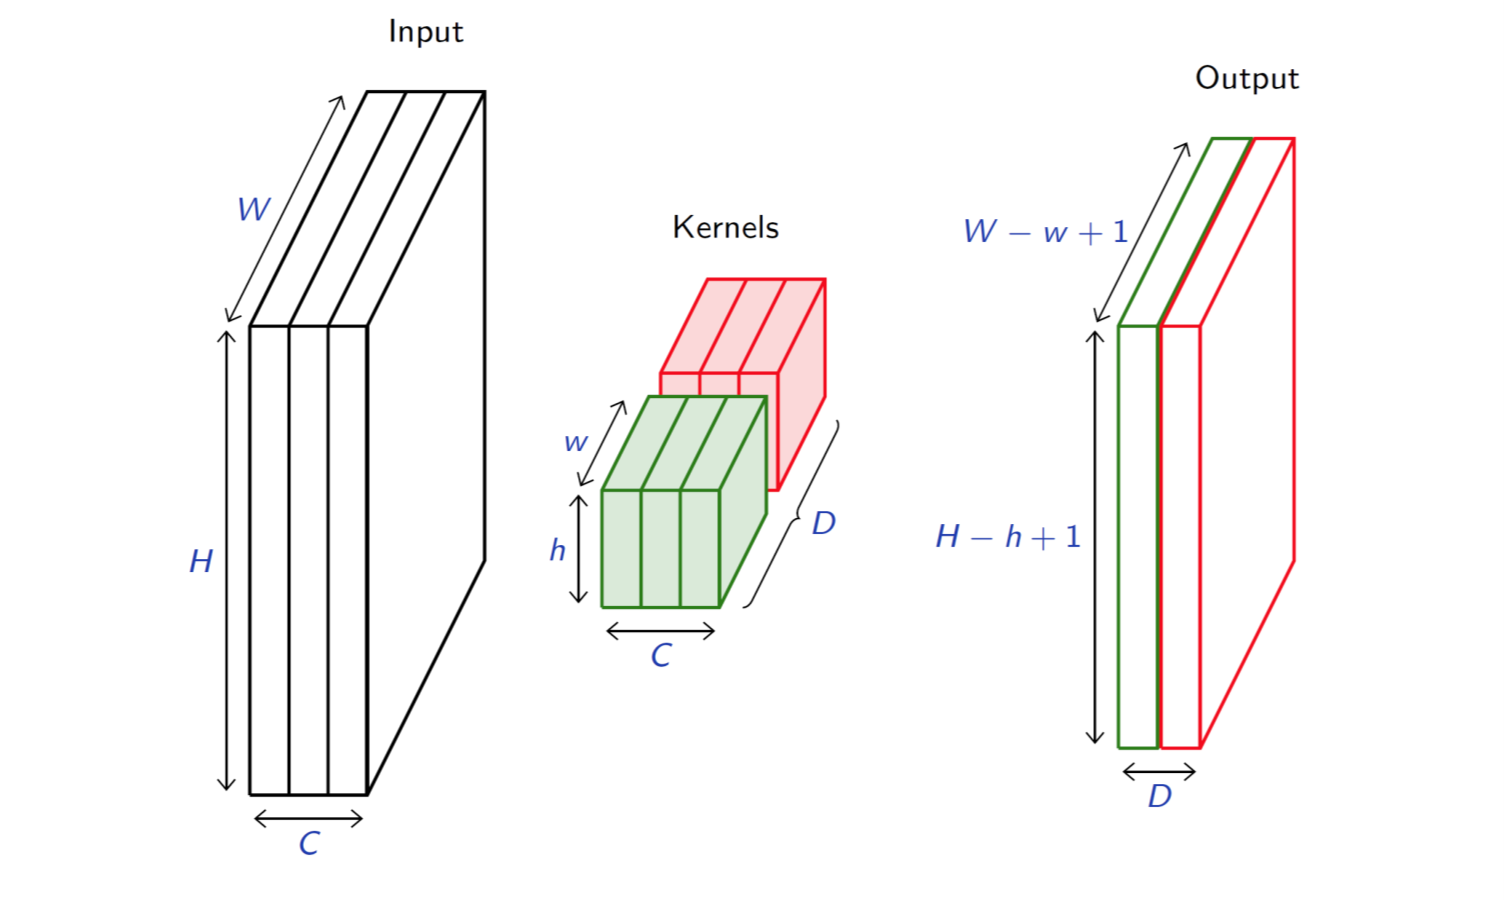 Input
W
H
C
Kernels
w
h
C
D
Output
W − w + 1
H − h + 1
D